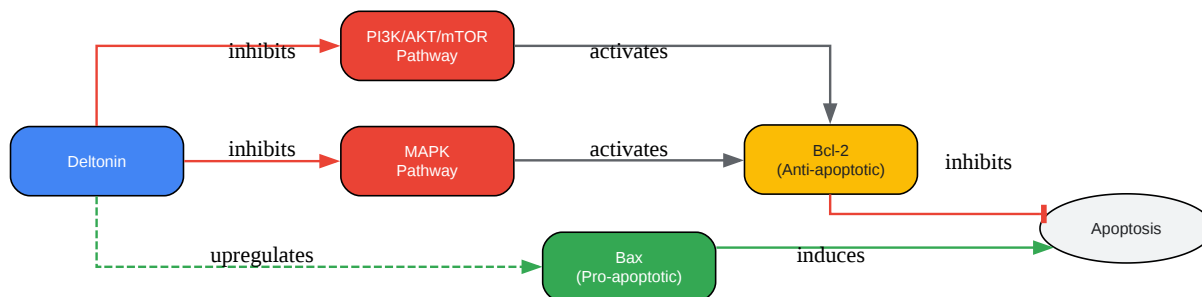 inhibits
PI3K/AKT/mTOR
Pathway
activates
Deltonin
inhibits
MAPK
Pathway
activates
Bcl-2
(Anti-apoptotic)
inhibits
Apoptosis
upregulates
Bax
(Pro-apoptotic)
induces